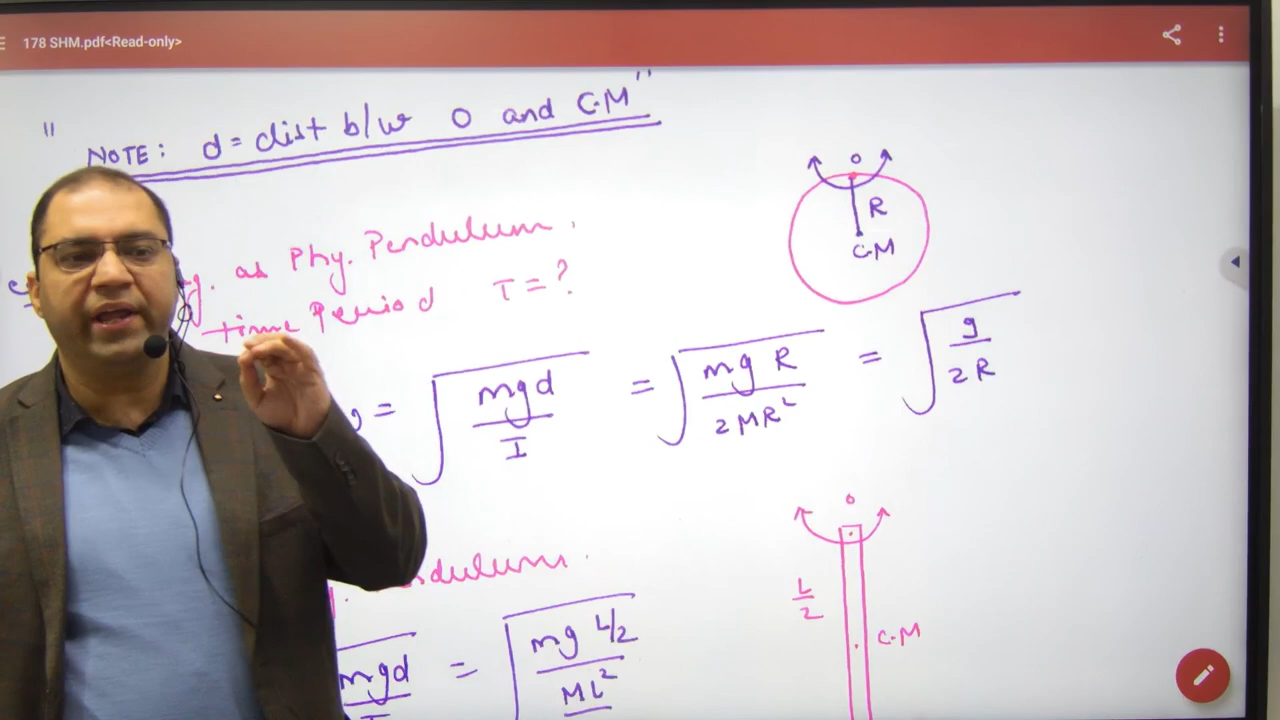 178 SHM.pdf<Read-only>
" NOTE: d = dist b/w O and C·M"
g. as Phy. Pendulum.
time Period T = ?
O
R
C·M
= √(mgd/I) = √(mgR/2MR²) = √(g/2R)
O
L/2
C·M
mgd = √(mg L/2 / ML²